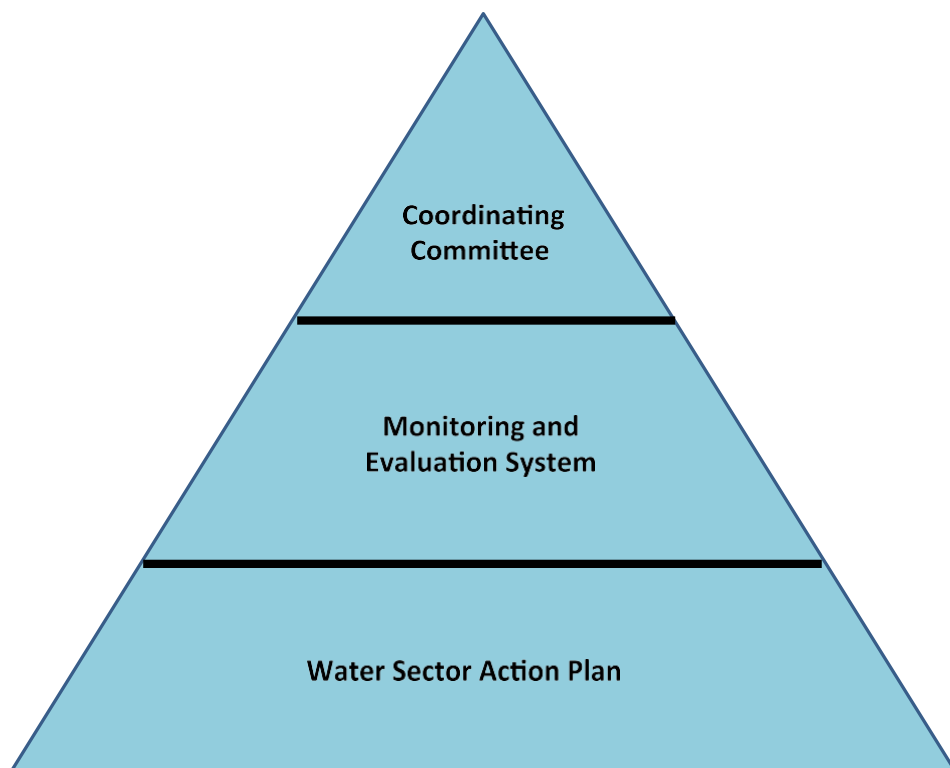 Coordinating
Committee
Monitoring and
Evaluation System
Water Sector Action Plan